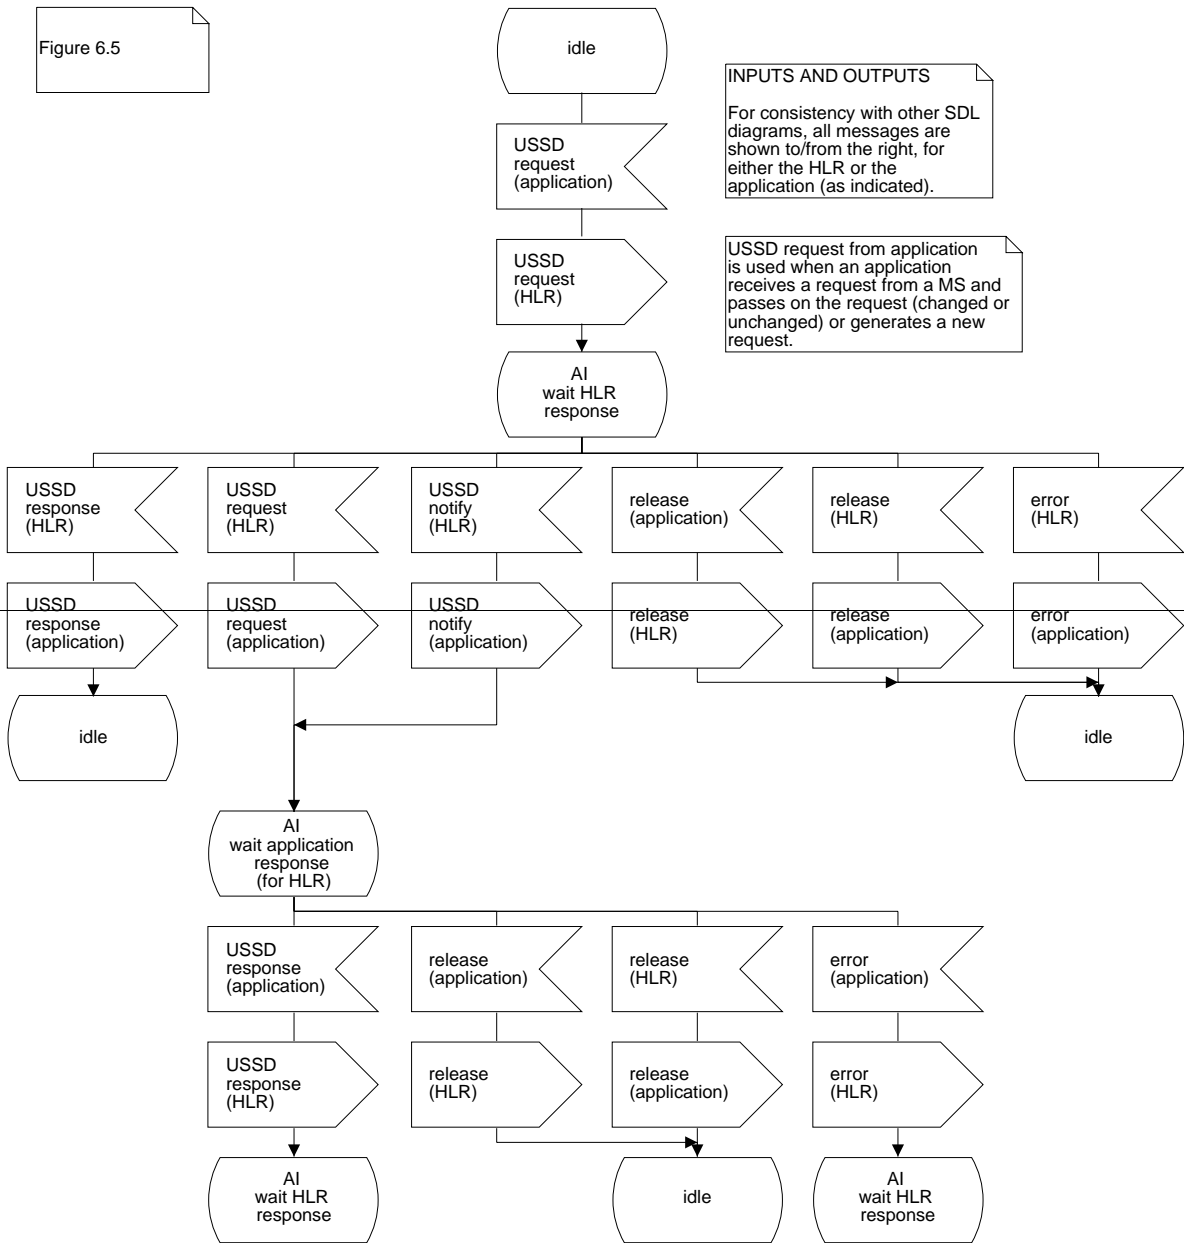 Figure 6.5
idle
INPUTS AND OUTPUTS
For consistency with other SDL
diagrams, all messages are
shown to/from the right, for
either the HLR or the
application (as indicated).
USSD
request
(application)
USSD
request
(HLR)
USSD request from application
is used when an application
receives a request from a MS and
passes on the request (changed or
unchanged) or generates a new
request.
AI
wait HLR
response
USSD
response
(HLR)
USSD
request
(HLR)
USSD
notify
(HLR)
release
(application)
release
(HLR)
error
(HLR)
USSD
response
(application)
USSD
request
(application)
USSD
notify
(application)
release
(HLR)
release
(application)
error
(application)
idle
idle
AI
wait application
response
(for HLR)
USSD
response
(application)
release
(application)
release
(HLR)
error
(application)
USSD
response
(HLR)
release
(HLR)
release
(application)
error
(HLR)
AI
wait HLR
response
idle
AI
wait HLR
response